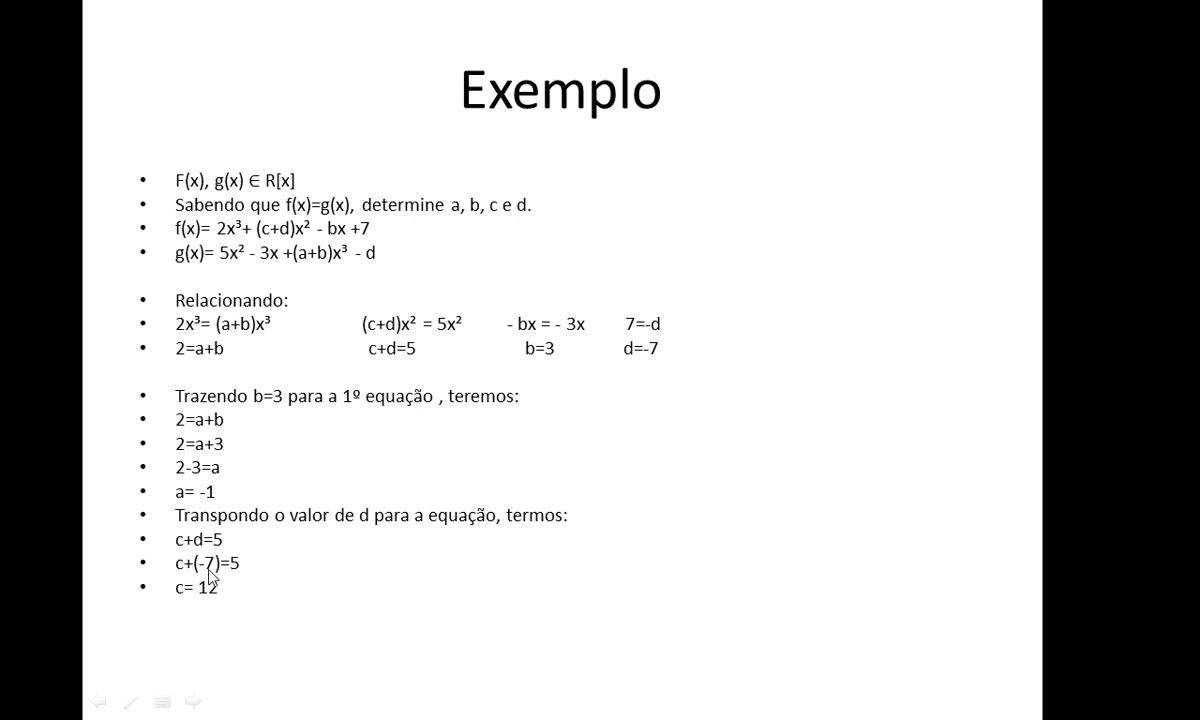 Exemplo
• F(x), g(x) ∈ R[x]
• Sabendo que f(x)=g(x), determine a, b, c e d.
• f(x)= 2x³+ (c+d)x² - bx +7
• g(x)= 5x² - 3x +(a+b)x³ - d
• Relacionando:
• 2x³= (a+b)x³ (c+d)x² = 5x² - bx = - 3x 7=-d
• 2=a+b c+d=5 b=3 d=-7
• Trazendo b=3 para a 1º equação , teremos:
• 2=a+b
• 2=a+3
• 2-3=a
• a= -1
• Transpondo o valor de d para a equação, termos:
• c+d=5
• c+(-7)=5
• c= 12